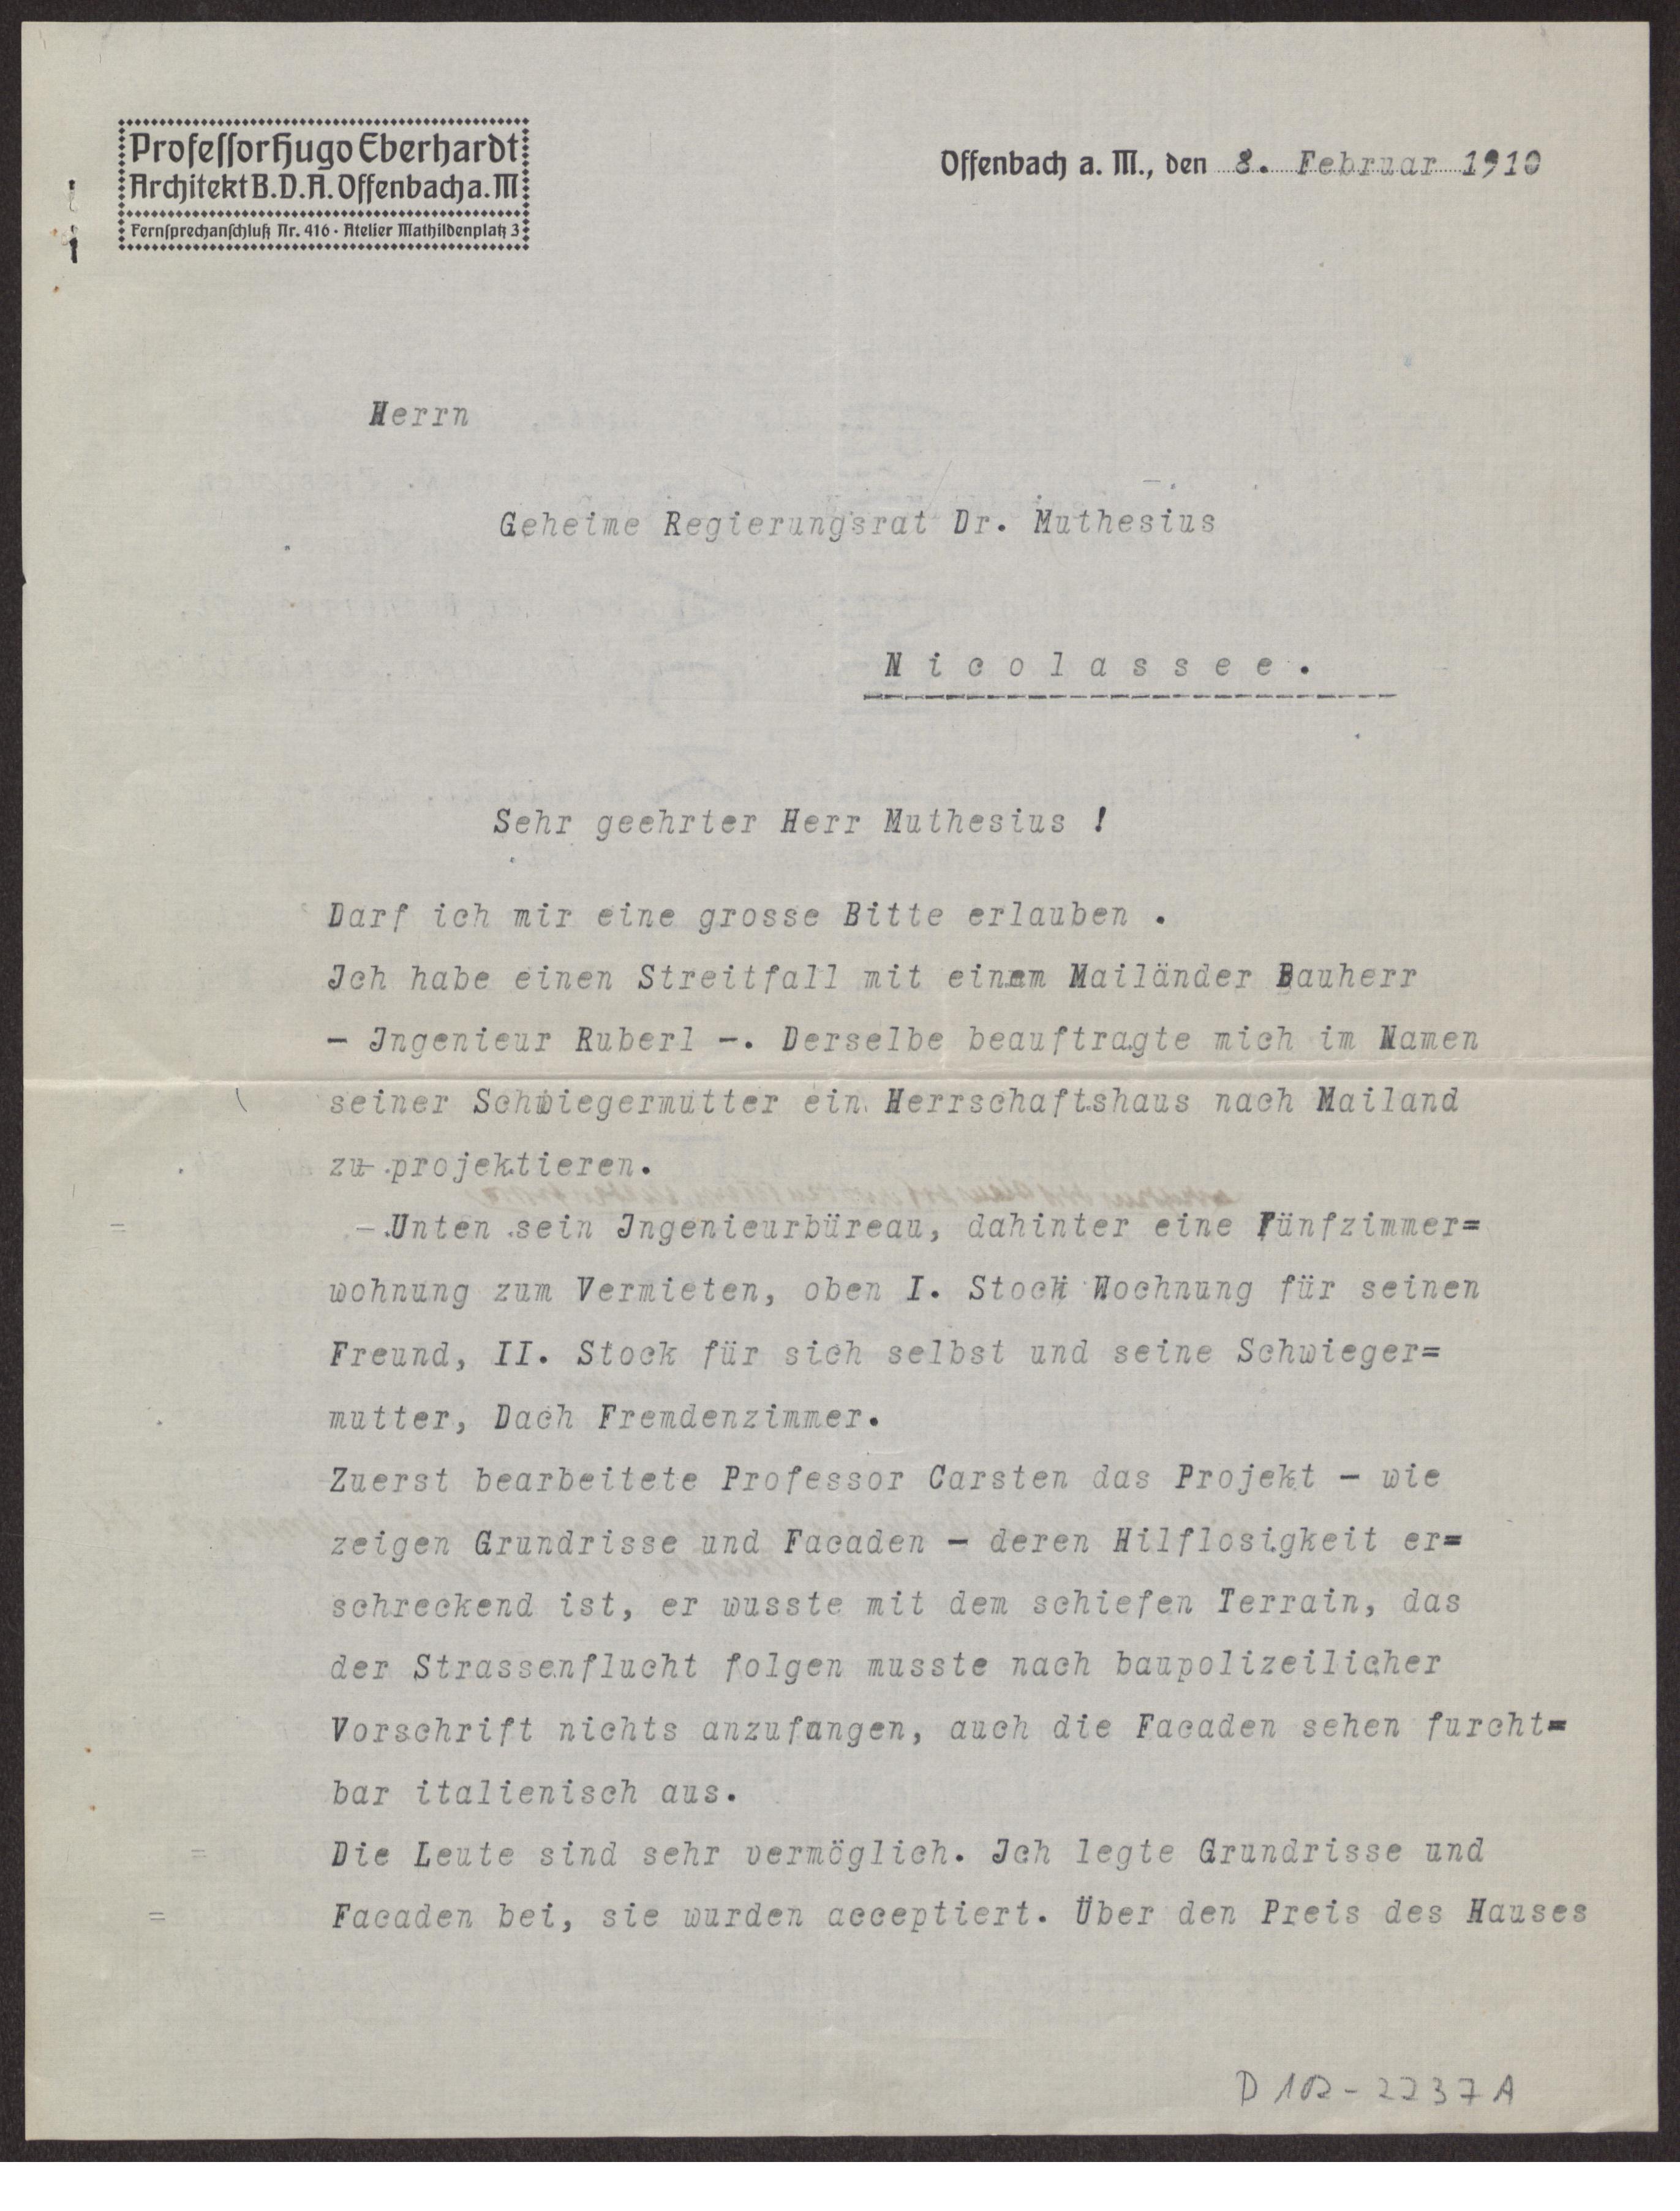 Professor Hugo Eberhardt
Architekt B.D.A. Offenbach a. M
Fernsprechanschluß Nr. 416 · Atelier Mathildenplatz 3
Offenbach a. M., den 8. Februar 1910
Herrn
Geheime Regierungsrat Dr. Muthesius
Nicolassee.
Sehr geehrter Herr Muthesius !
Darf ich mir eine grosse Bitte erlauben .
Ich habe einen Streitfall mit einem Mailänder Bauherr
- Ingenieur Ruberl -. Derselbe beauftragte mich im Namen
seiner Schwiegermutter ein Herrschaftshaus nach Mailand
zu projektieren.
- Unten sein Ingenieurbüreau, dahinter eine Fünfzimmer=
wohnung zum Vermieten, oben I. Stock Wochnung für seinen
Freund, II. Stock für sich selbst und seine Schwieger=
mutter, Dach Fremdenzimmer.
Zuerst bearbeitete Professor Carsten das Projekt - wie
zeigen Grundrisse und Facaden - deren Hilflosigkeit er=
schreckend ist, er wusste mit dem schiefen Terrain, das
der Strassenflucht folgen musste nach baupolizeilicher
Vorschrift nichts anzufangen, auch die Facaden sehen furcht=
bar italienisch aus.
Die Leute sind sehr vermöglich. Ich legte Grundrisse und
Facaden bei, sie wurden acceptiert. Über den Preis des Hauses
D 102-2237 A